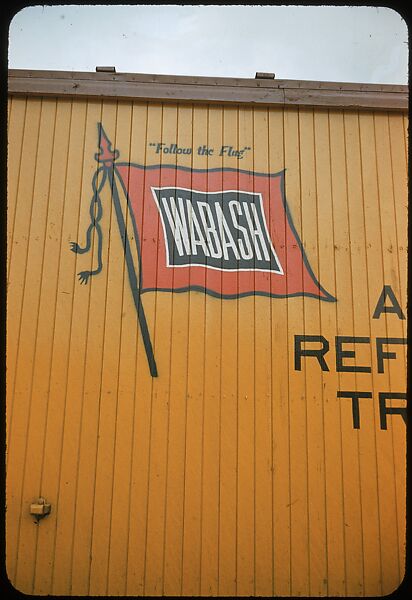 "Follow the Flag"
WABASH
A
REF
TR